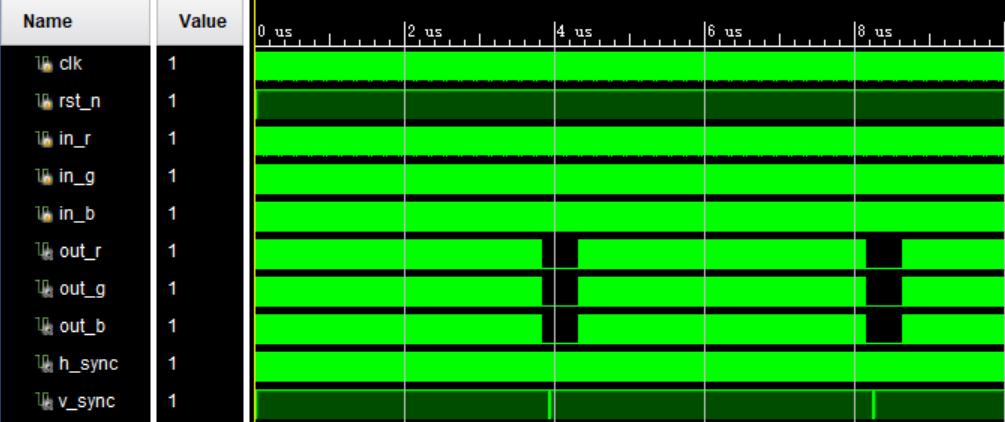 Name Value
0 us 2 us 4 us 6 us 8 us
clk 1
rst_n 1
in_r 1
in_g 1
in_b 1
out_r 1
out_g 1
out_b 1
h_sync 1
v_sync 1